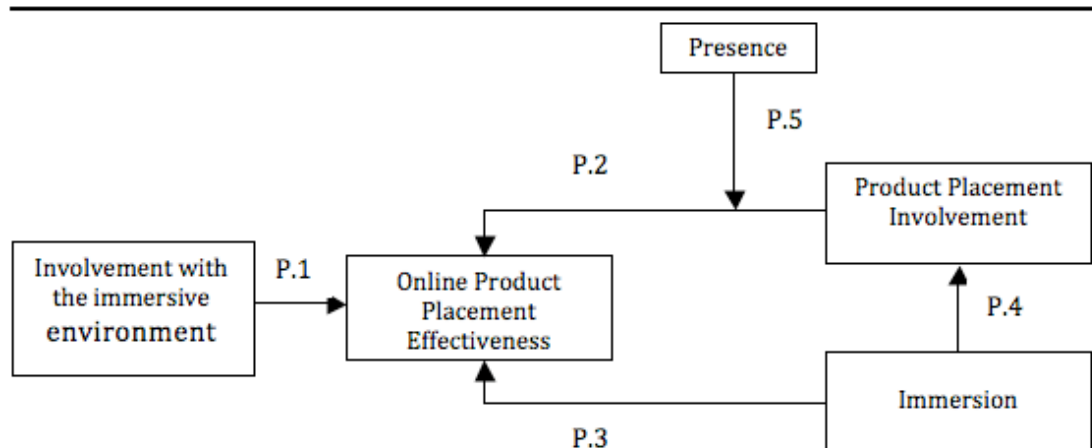 Presence
P.5
P.2
Product Placement
Involvement
Involvement with
the immersive
environment
P.1
Online Product
Placement
Effectiveness
P.4
Immersion
P.3